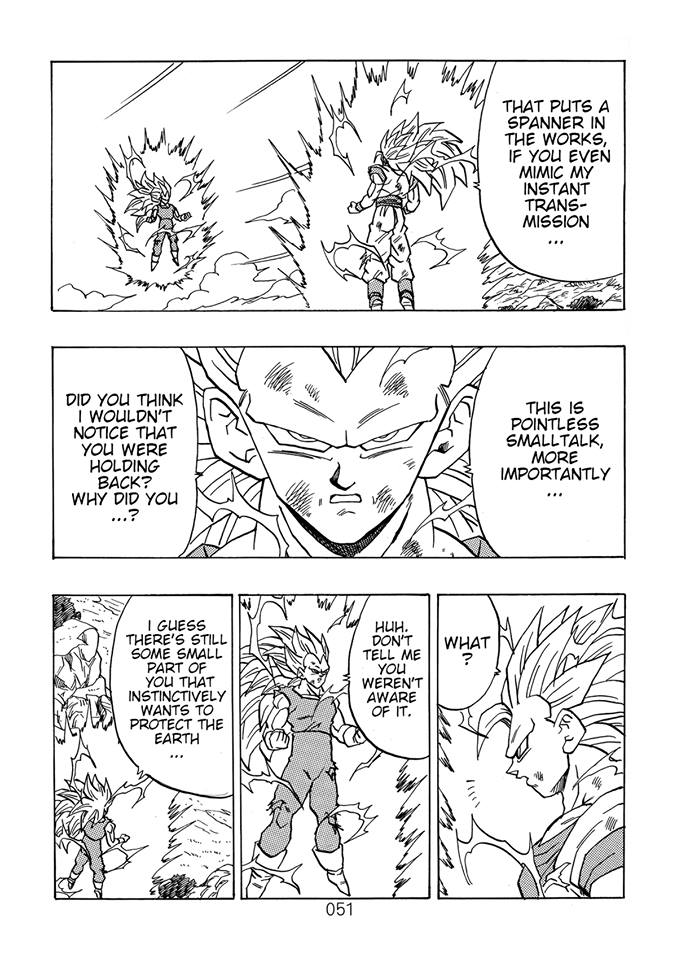 THAT PUTS A
SPANNER IN
THE WORKS,
IF YOU EVEN
MIMIC MY
INSTANT
TRANS-
MISSION
...
THIS IS
POINTLESS
SMALLTALK,
MORE
IMPORTANTLY
...
DID YOU THINK
I WOULDN'T
NOTICE THAT
YOU WERE
HOLDING
BACK?
WHY DID YOU
...?
WHAT
?
HUH.
DON'T
TELL ME
YOU
WEREN'T
AWARE
OF IT.
I GUESS
THERE'S STILL
SOME SMALL
PART OF
YOU THAT
INSTINCTIVELY
WANTS TO
PROTECT THE
EARTH
...
051